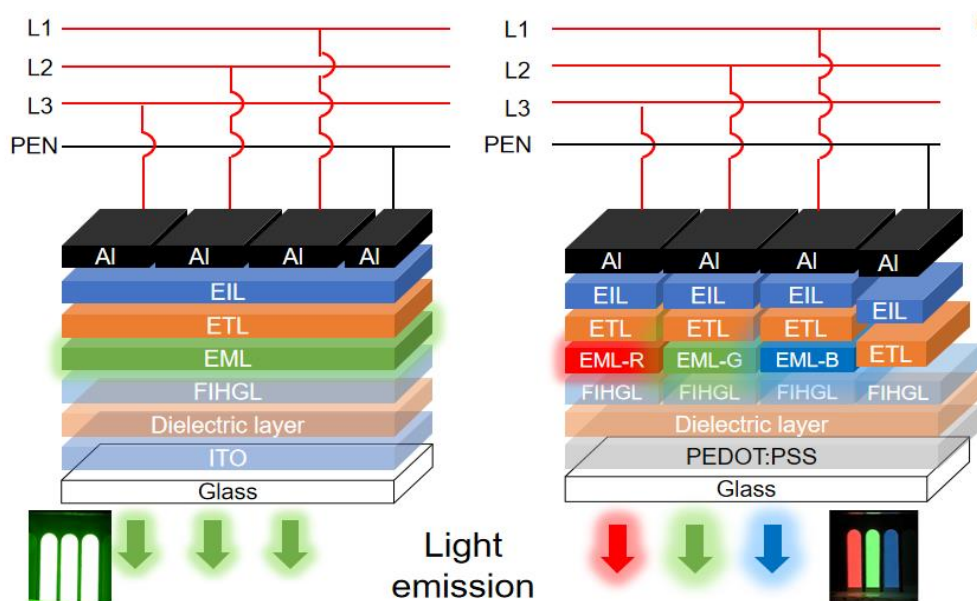 L1
L2
L3
PEN
Al Al Al Al
EIL
ETL
EML
FIHGL
Dielectric layer
ITO
Glass
L1
L2
L3
PEN
Al Al Al Al
EIL EIL EIL EIL
ETL ETL ETL ETL
EML-R EML-G EML-B
FIHGL FIHGL FIHGL FIHGL
Dielectric layer
PEDOT:PSS
Glass
Light
emission